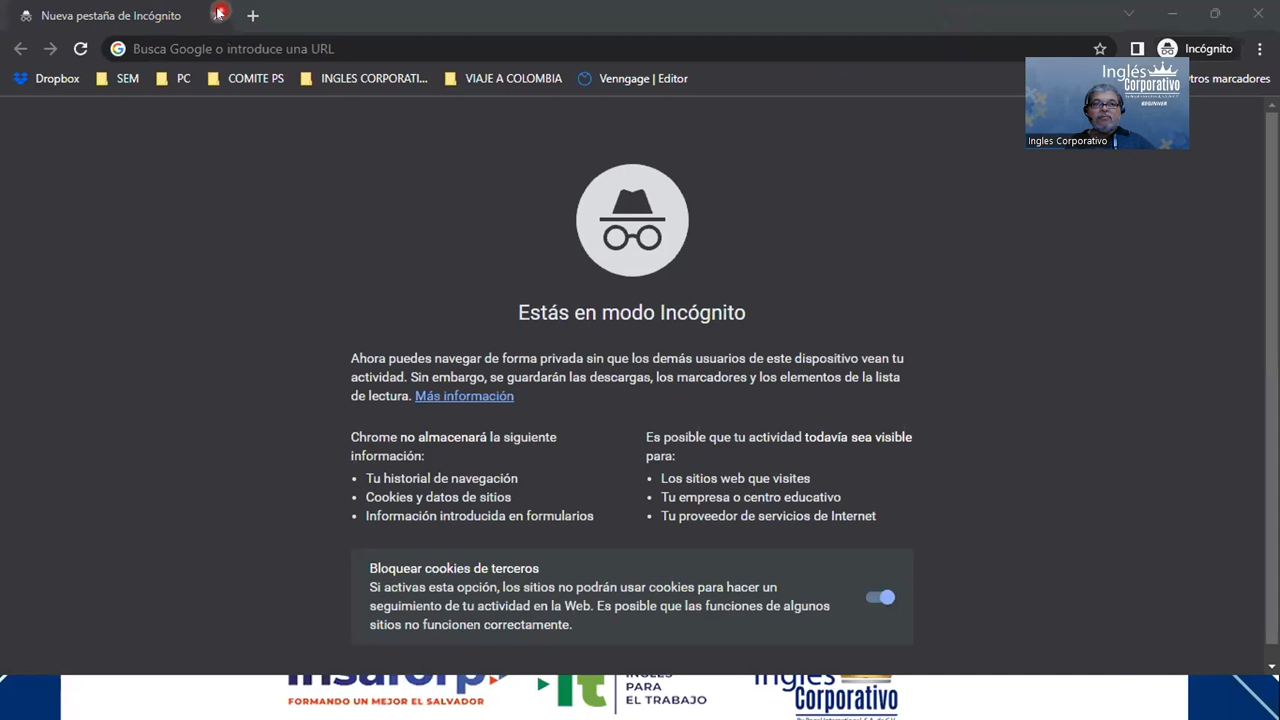 Nueva pestaña de Incógnito
Busca Google o introduce una URL
Incógnito
Dropbox
SEM
PC
COMITE PS
INGLES CORPORATI...
VIAJE A COLOMBIA
Venngage | Editor
tros marcadores
Inglés
Corporativo
BEGINNER
Ingles Corporativo
Estás en modo Incógnito
Ahora puedes navegar de forma privada sin que los demás usuarios de este dispositivo vean tu
actividad. Sin embargo, se guardarán las descargas, los marcadores y los elementos de la lista
de lectura. Más información
Chrome no almacenará la siguiente
información:
• Tu historial de navegación
• Cookies y datos de sitios
• Información introducida en formularios
Es posible que tu actividad todavía sea visible
para:
• Los sitios web que visites
• Tu empresa o centro educativo
• Tu proveedor de servicios de Internet
Bloquear cookies de terceros
Si activas esta opción, los sitios no podrán usar cookies para hacer un
seguimiento de tu actividad en la Web. Es posible que las funciones de algunos
sitios no funcionen correctamente.
insaforp
FORMANDO UN MEJOR EL SALVADOR
INGLÉS
PARA
EL TRABAJO
Inglés
Corporativo